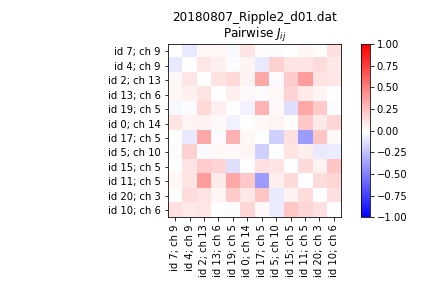 20180807_Ripple2_d01.dat
Pairwise J_ij
id 7; ch 9
id 4; ch 9
id 2; ch 13
id 13; ch 6
id 19; ch 5
id 0; ch 14
id 17; ch 5
id 5; ch 10
id 15; ch 5
id 11; ch 5
id 20; ch 3
id 10; ch 6
1.00
0.75
0.50
0.25
0.00
−0.25
−0.50
−0.75
−1.00
id 7; ch 9
id 4; ch 9
id 2; ch 13
id 13; ch 6
id 19; ch 5
id 0; ch 14
id 17; ch 5
id 5; ch 10
id 15; ch 5
id 11; ch 5
id 20; ch 3
id 10; ch 6